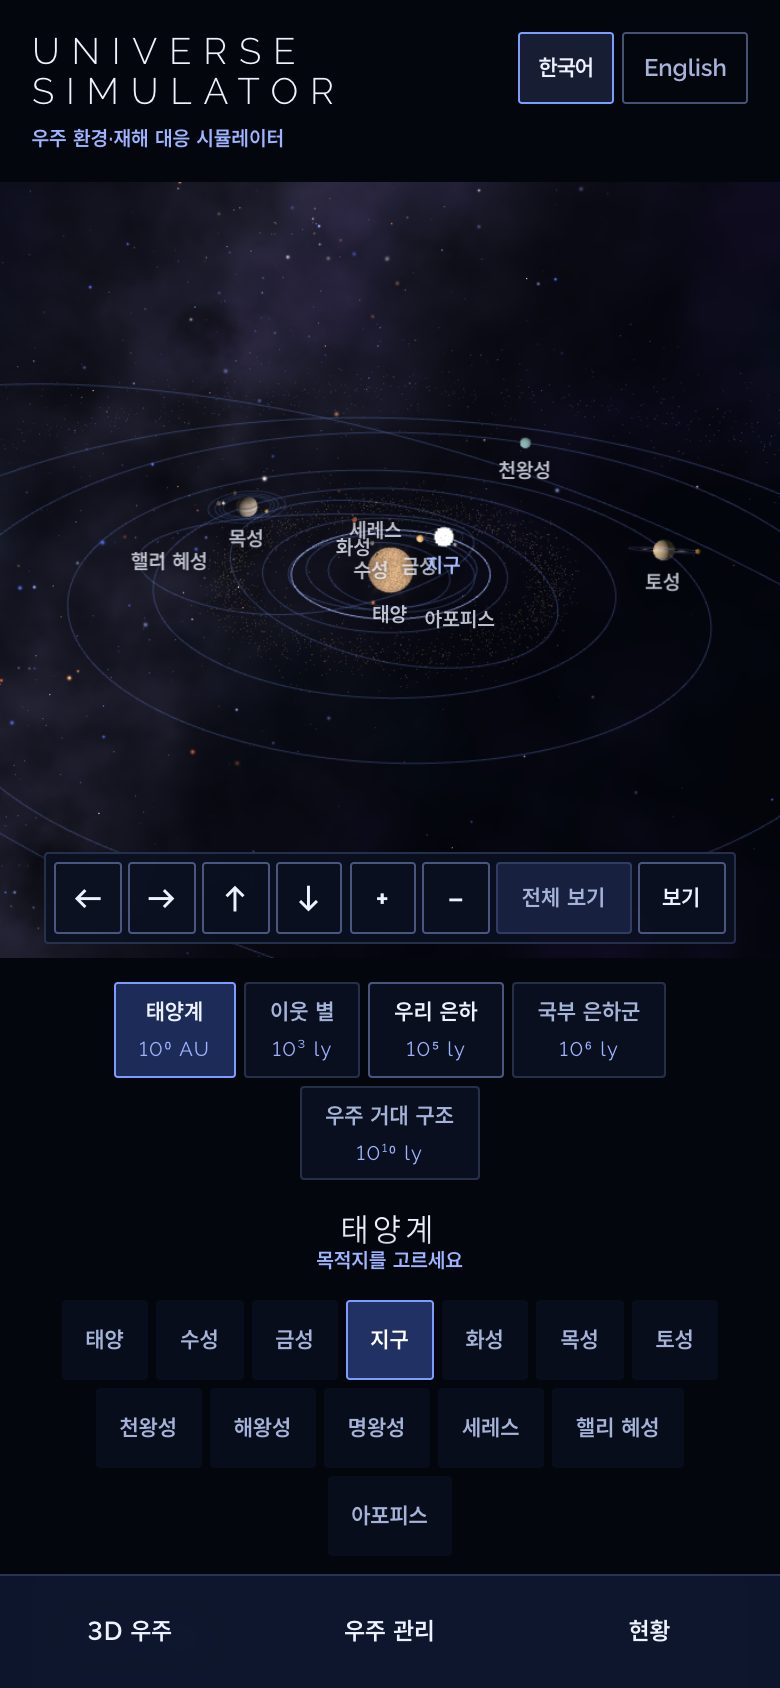 UNIVERSE
SIMULATOR
우주 환경·재해 대응 시뮬레이터
한국어
English
천왕성
목성
세레스
화성
핼리 혜성
수성
금성
지구
토성
태양
아포피스
← → ↑ ↓ + − 전체 보기 보기
태양계
10⁰ AU
이웃 별
10³ ly
우리 은하
10⁵ ly
국부 은하군
10⁶ ly
우주 거대 구조
10¹⁰ ly
태양계
목적지를 고르세요
태양 수성 금성 지구 화성 목성 토성
천왕성 해왕성 명왕성 세레스 핼리 혜성
아포피스
3D 우주 우주 관리 현황